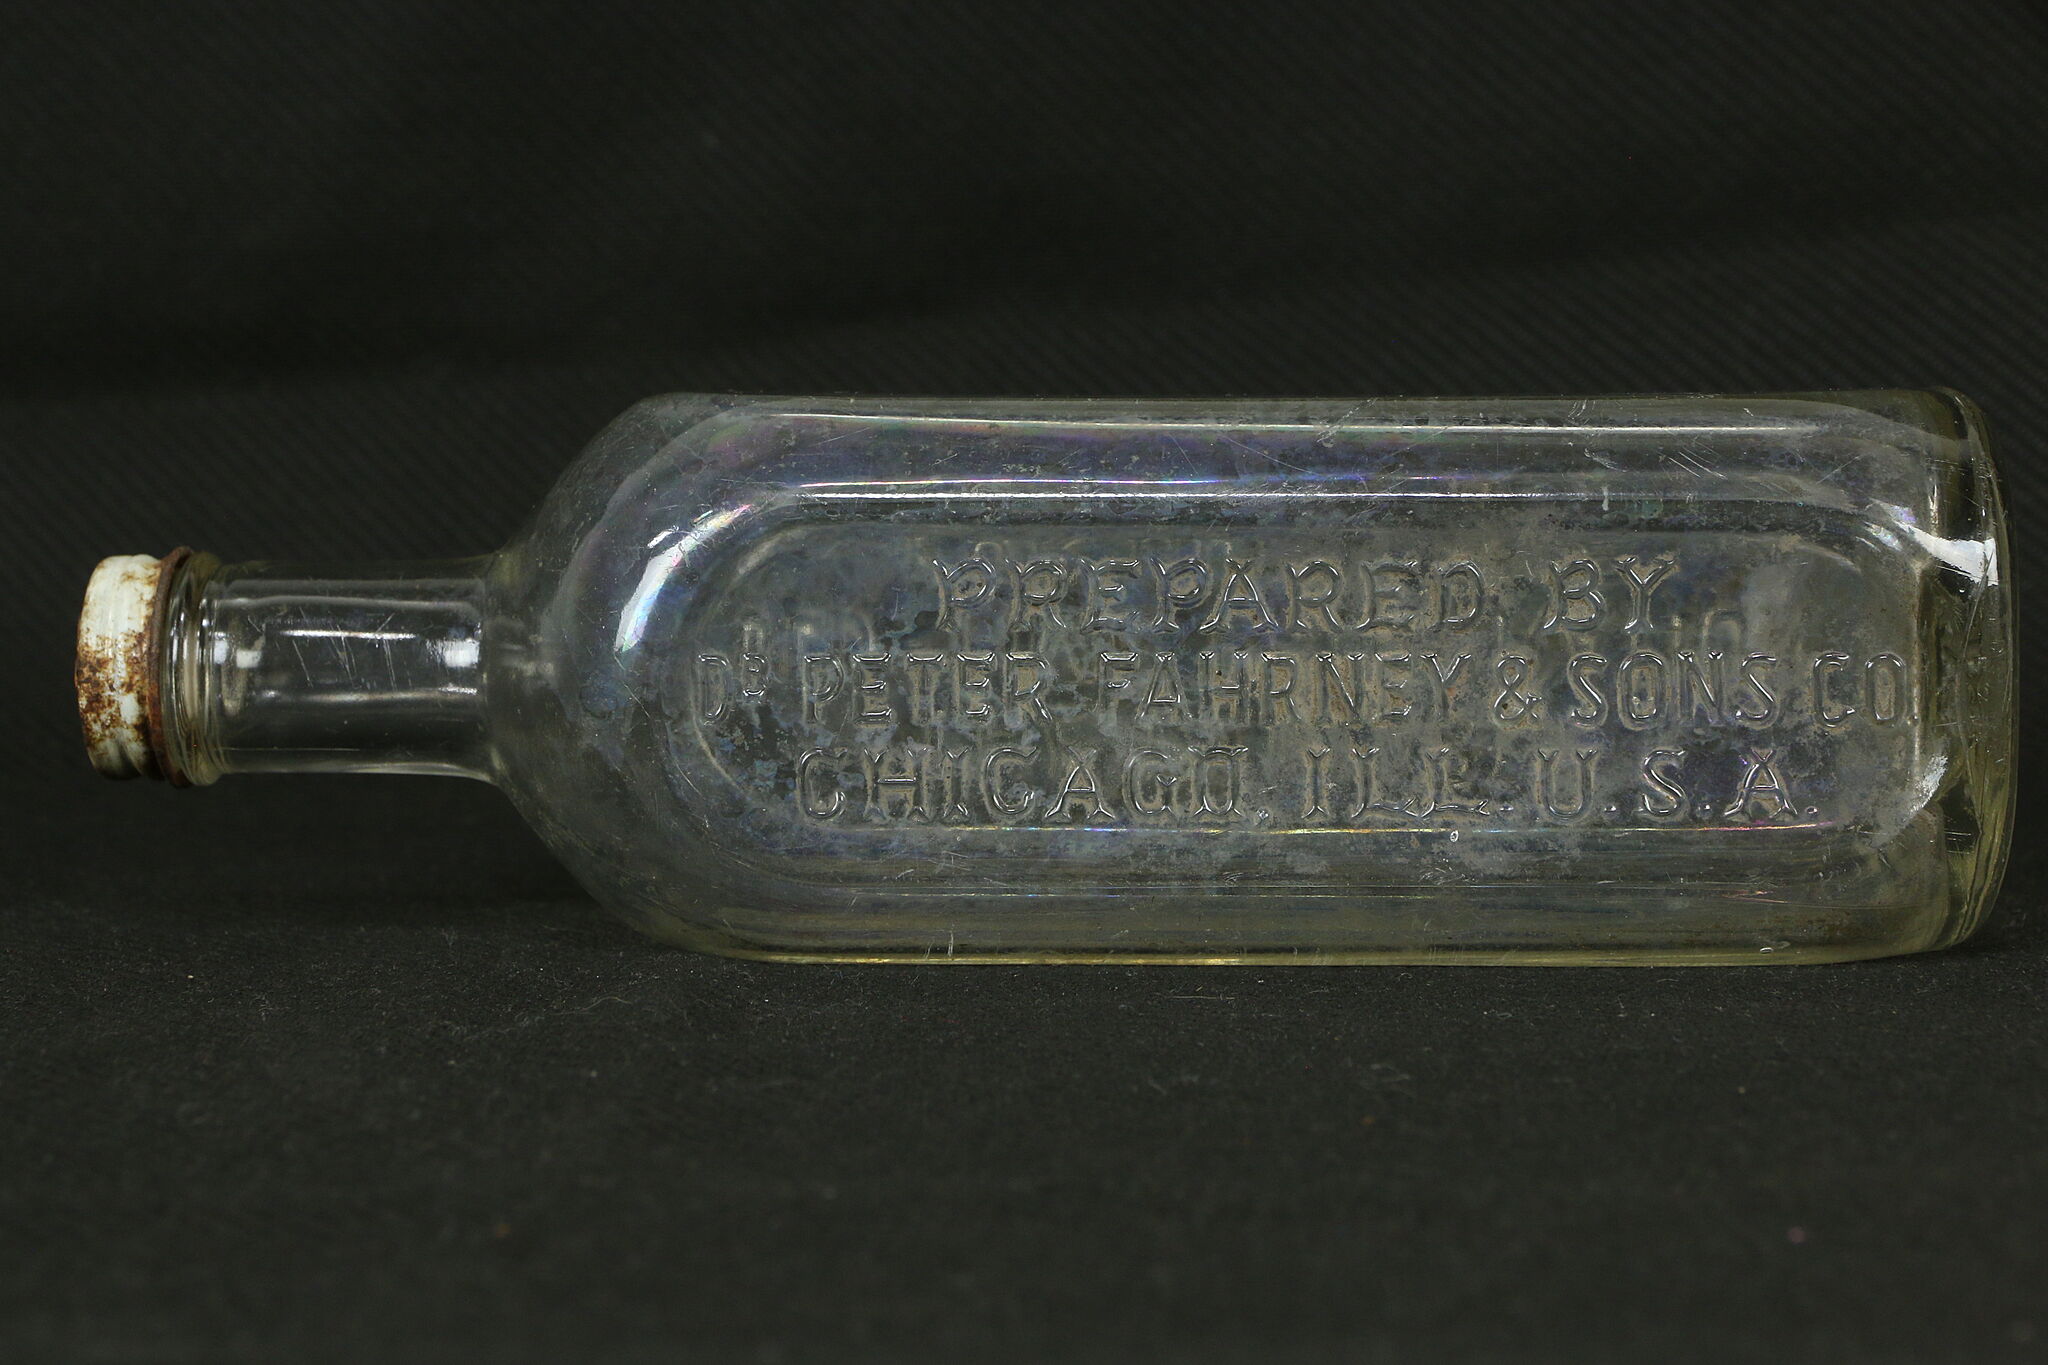 PREPARED BY
DR PETER FAHRNEY & SONS CO
CHICAGO, ILL. U.S.A.